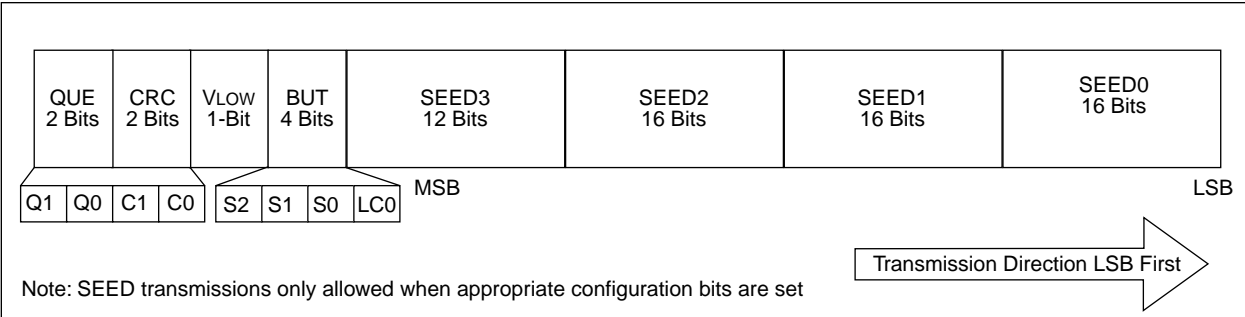 QUE
2 Bits
CRC
2 Bits
VLOW
1-Bit
BUT
4 Bits
SEED3
12 Bits
SEED2
16 Bits
SEED1
16 Bits
SEED0
16 Bits
Q1 Q0 C1 C0
S2 S1 S0 LC0
MSB
LSB
Transmission Direction LSB First
Note: SEED transmissions only allowed when appropriate configuration bits are set